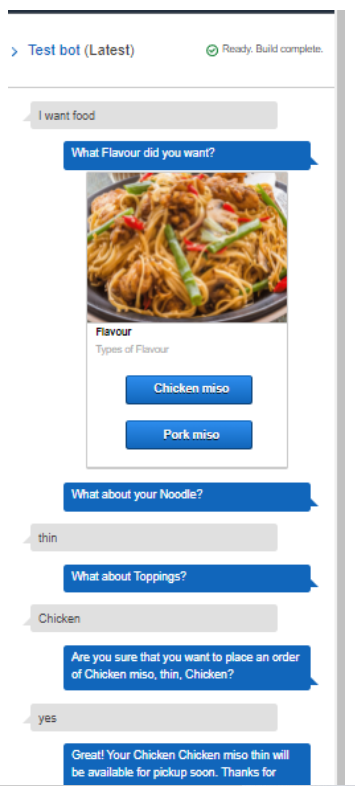 Test bot (Latest)
Ready. Build complete.
I want food
What Flavour did you want?
Flavour
Types of Flavour
Chicken miso
Pork miso
What about your Noodle?
thin
What about Toppings?
Chicken
Are you sure that you want to place an order
of Chicken miso, thin, Chicken?
yes
Great! Your Chicken Chicken miso thin will
be available for pickup soon. Thanks for